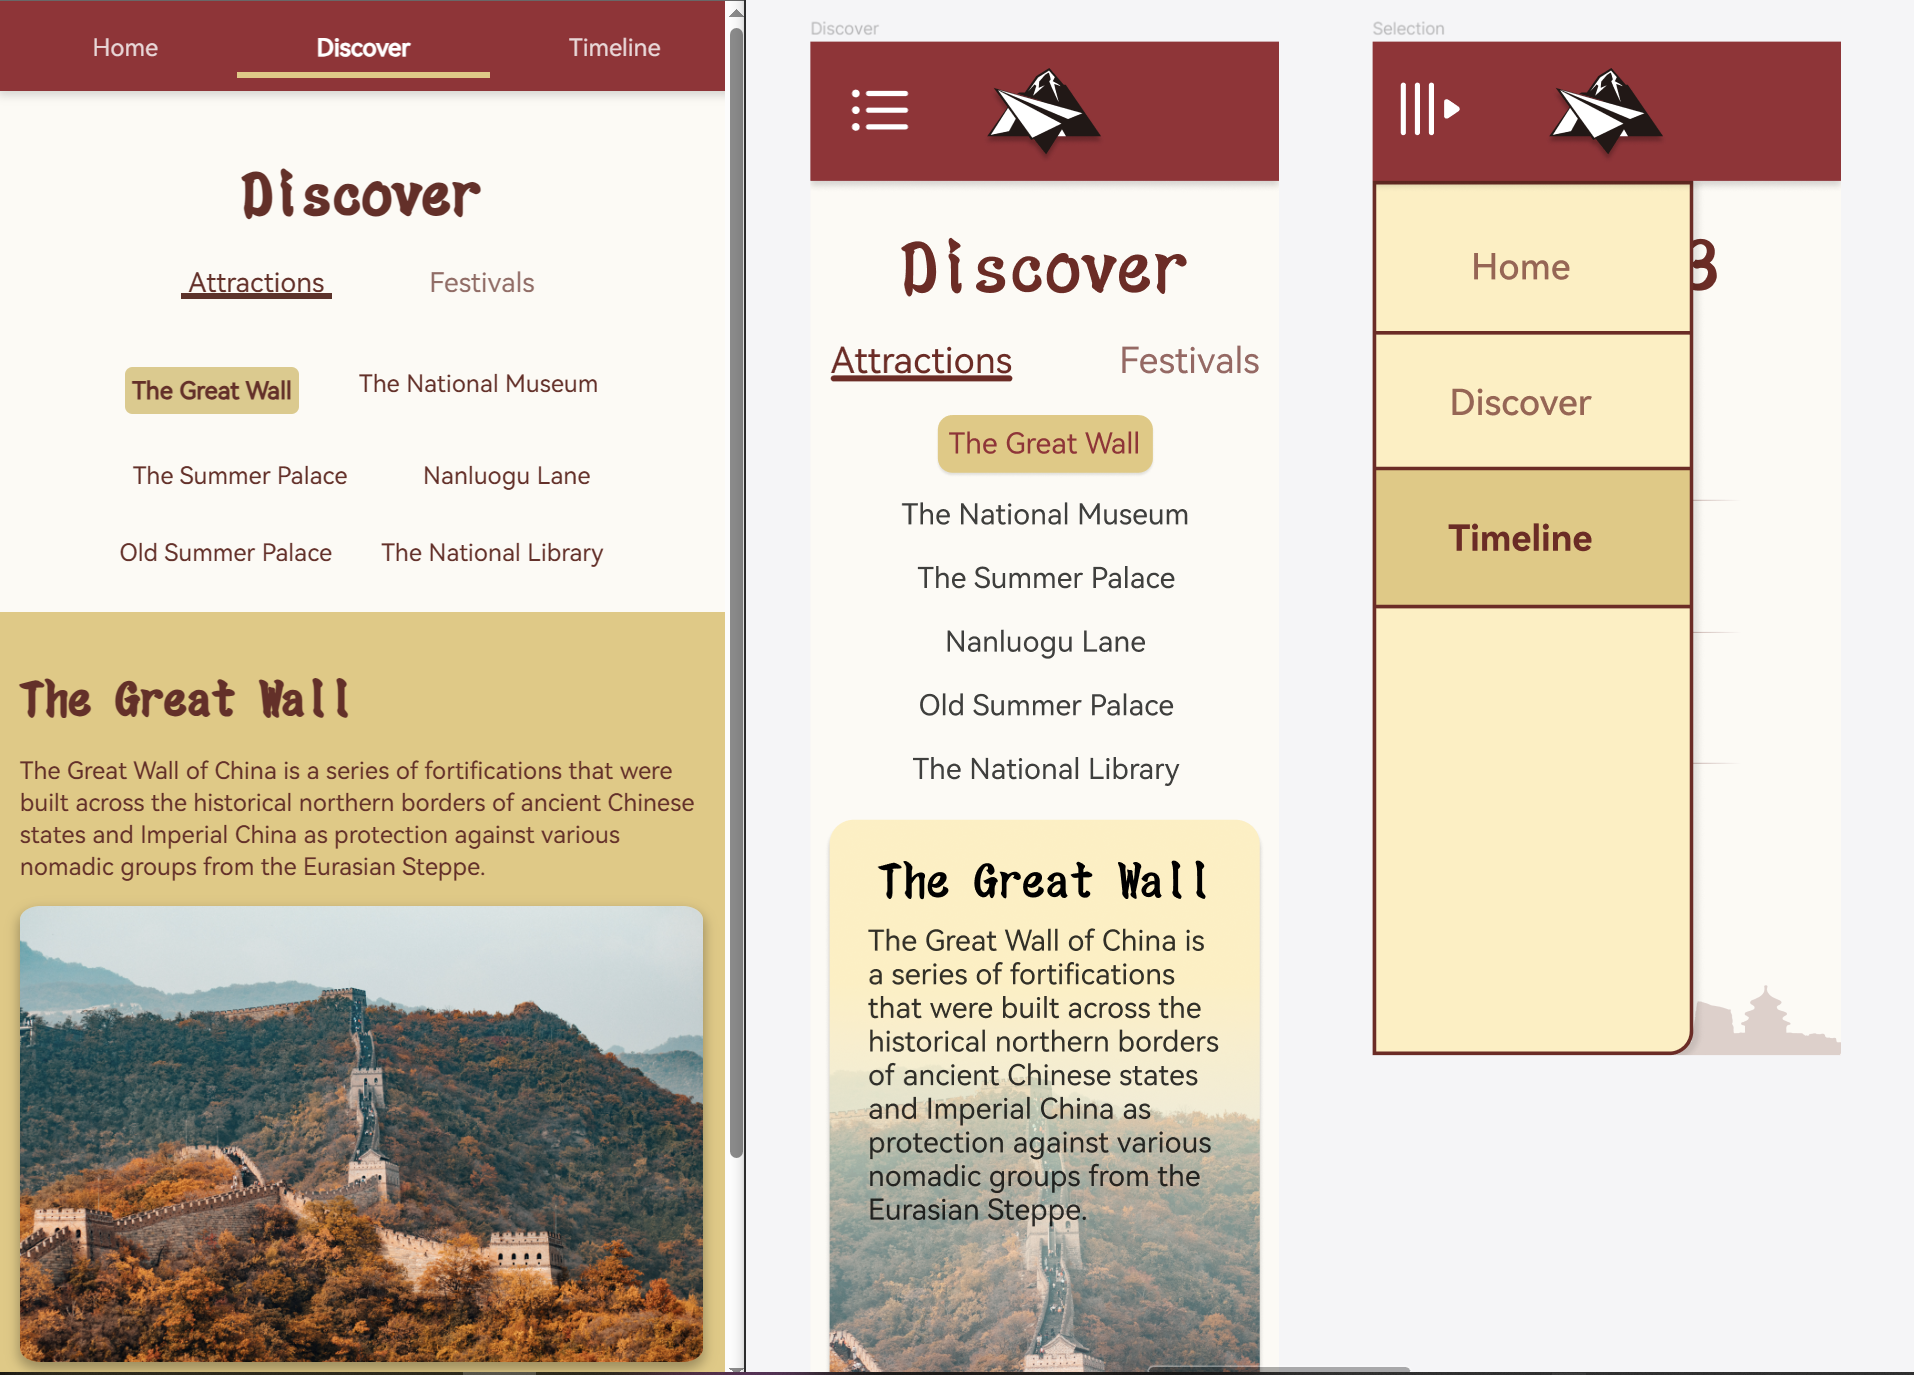 Home
Discover
Timeline
Discover
Attractions
Festivals
The Great Wall
The National Museum
The Summer Palace
Nanluogu Lane
Old Summer Palace
The National Library
The Great Wall
The Great Wall of China is a series of fortifications that were
built across the historical northern borders of ancient Chinese
states and Imperial China as protection against various
nomadic groups from the Eurasian Steppe.
Discover
Discover
Attractions
Festivals
The Great Wall
The National Museum
The Summer Palace
Nanluogu Lane
Old Summer Palace
The National Library
The Great Wall
The Great Wall of China is
a series of fortifications
that were built across the
historical northern borders
of ancient Chinese states
and Imperial China as
protection against various
nomadic groups from the
Eurasian Steppe.
Selection
Home
Discover
Timeline